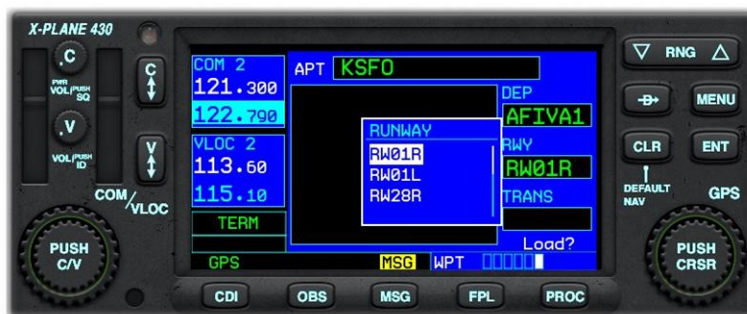 X-PLANE 430
.C
PWR
VOL/PUSH
SQ
C
.V
VOL/PUSH
ID
V
COM/VLOC
PUSH
C/V
COM 2
121.300
122.790
VLOC 2
113.60
115.10
TERM
GPS
APT KSFO
RUNWAY
RW01R
RW01L
RW28R
DEP
AFIVA1
RWY
RW01R
TRANS
Load?
MSG
WPT
RNG
D
MENU
CLR
ENT
DEFAULT
NAV
GPS
PUSH
CRSR
CDI
OBS
MSG
FPL
PROC